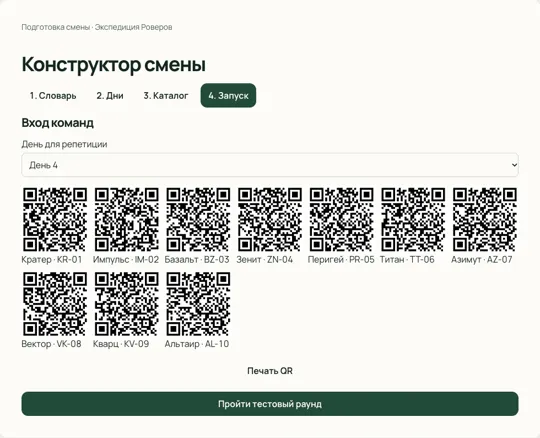 Подготовка смены · Экспедиция Роверов
Конструктор смены
1. Словарь 2. Дни 3. Каталог 4. Запуск
Вход команд
День для репетиции
День 4
Кратер · KR-01 Импульс · IM-02 Базальт · BZ-03 Зенит · ZN-04 Перигей · PR-05 Титан · TT-06 Азимут · AZ-07
Вектор · VK-08 Кварц · KV-09 Альтаир · AL-10
Печать QR
Пройти тестовый раунд